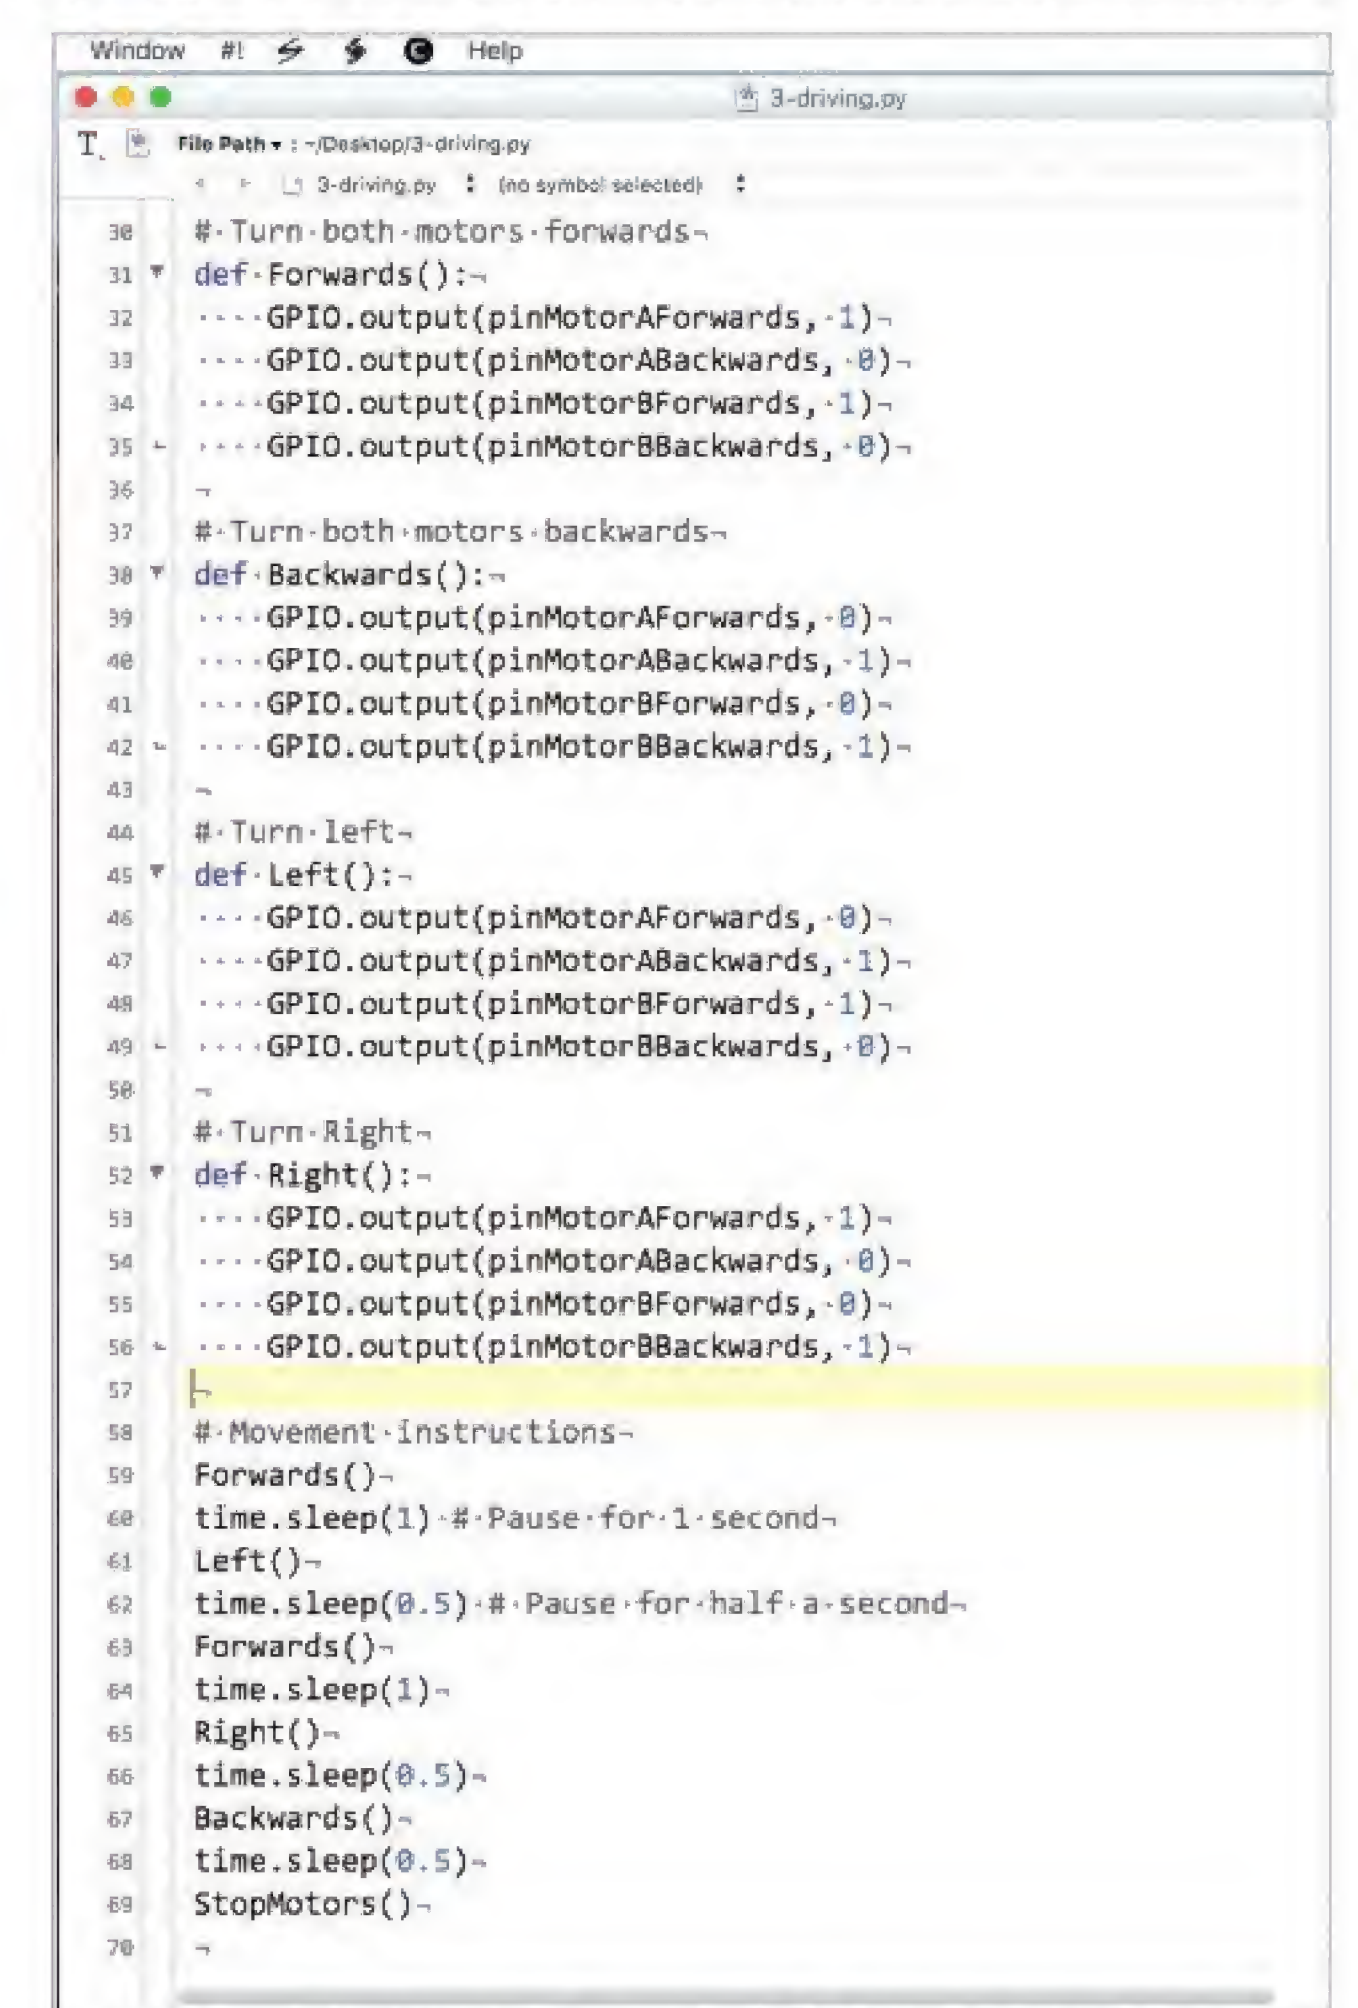 Window #! Help
3-driving.py
File Path ▾ : ~/Desktop/3-driving.py
3-driving.py (no symbol selected)
30 #·Turn·both·motors·forwards¬
31 ▼ def·Forwards():¬
32 ····GPIO.output(pinMotorAForwards,·1)¬
33 ····GPIO.output(pinMotorABackwards,·0)¬
34 ····GPIO.output(pinMotorBForwards,·1)¬
35 ····GPIO.output(pinMotorBBackwards,·0)¬
36 ¬
37 #·Turn·both·motors·backwards¬
38 ▼ def·Backwards():¬
39 ····GPIO.output(pinMotorAForwards,·0)¬
40 ····GPIO.output(pinMotorABackwards,·1)¬
41 ····GPIO.output(pinMotorBForwards,·0)¬
42 ····GPIO.output(pinMotorBBackwards,·1)¬
43 ¬
44 #·Turn·left¬
45 ▼ def·Left():¬
46 ····GPIO.output(pinMotorAForwards,·0)¬
47 ····GPIO.output(pinMotorABackwards,·1)¬
48 ····GPIO.output(pinMotorBForwards,·1)¬
49 ····GPIO.output(pinMotorBBackwards,·0)¬
50 ¬
51 #·Turn·Right¬
52 ▼ def·Right():¬
53 ····GPIO.output(pinMotorAForwards,·1)¬
54 ····GPIO.output(pinMotorABackwards,·0)¬
55 ····GPIO.output(pinMotorBForwards,·0)¬
56 ····GPIO.output(pinMotorBBackwards,·1)¬
57 ¬
58 #·Movement·instructions¬
59 Forwards()¬
60 time.sleep(1)·#·Pause·for·1·second¬
61 Left()¬
62 time.sleep(0.5)·#·Pause·for·half·a·second¬
63 Forwards()¬
64 time.sleep(1)¬
65 Right()¬
66 time.sleep(0.5)¬
67 Backwards()¬
68 time.sleep(0.5)¬
69 StopMotors()¬
70 ¬